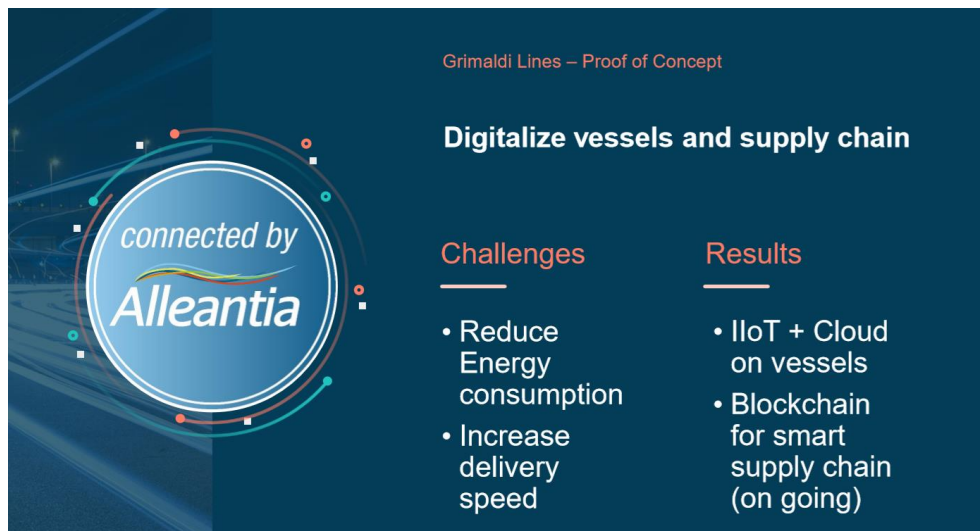 Grimaldi Lines – Proof of Concept
Digitalize vessels and supply chain
connected by
Alleantia
Challenges
• Reduce
Energy
consumption
• Increase
delivery
speed
Results
• IIoT + Cloud
on vessels
• Blockchain
for smart
supply chain
(on going)